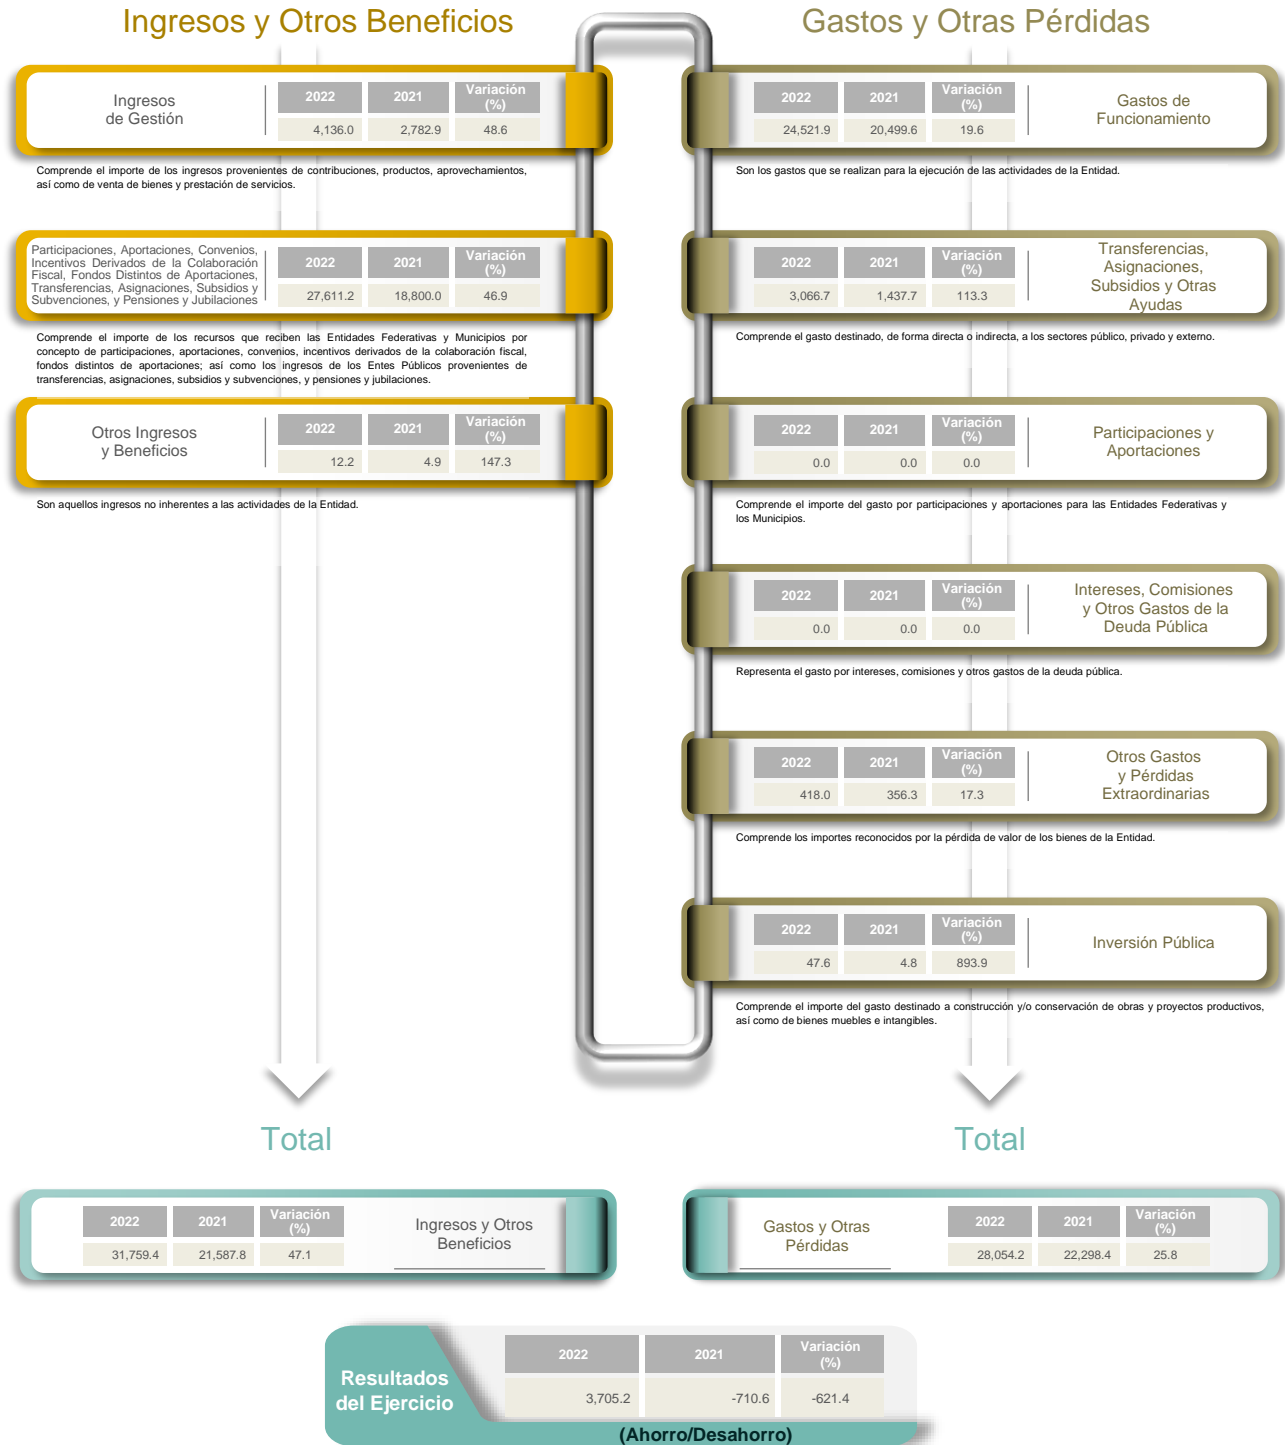 Ingresos y Otros Beneficios
Ingresos
de Gestión
2022 2021 Variación
(%)
4,136.0 2,782.9 48.6
Comprende el importe de los ingresos provenientes de contribuciones, productos, aprovechamientos,
así como de venta de bienes y prestación de servicios.
Participaciones, Aportaciones, Convenios,
Incentivos Derivados de la Colaboración
Fiscal, Fondos Distintos de Aportaciones,
Transferencias, Asignaciones, Subsidios y
Subvenciones, y Pensiones y Jubilaciones
2022 2021 Variación
(%)
27,611.2 18,800.0 46.9
Comprende el importe de los recursos que reciben las Entidades Federativas y Municipios por
concepto de participaciones, aportaciones, convenios, incentivos derivados de la colaboración fiscal,
fondos distintos de aportaciones; así como los ingresos de los Entes Públicos provenientes de
transferencias, asignaciones, subsidios y subvenciones, y pensiones y jubilaciones.
Otros Ingresos
y Beneficios
2022 2021 Variación
(%)
12.2 4.9 147.3
Son aquellos ingresos no inherentes a las actividades de la Entidad.
Gastos y Otras Pérdidas
2022 2021 Variación
(%)
24,521.9 20,499.6 19.6
Gastos de
Funcionamiento
Son los gastos que se realizan para la ejecución de las actividades de la Entidad.
2022 2021 Variación
(%)
3,066.7 1,437.7 113.3
Transferencias,
Asignaciones,
Subsidios y Otras
Ayudas
Comprende el gasto destinado, de forma directa o indirecta, a los sectores público, privado y externo.
2022 2021 Variación
(%)
0.0 0.0 0.0
Participaciones y
Aportaciones
Comprende el importe del gasto por participaciones y aportaciones para las Entidades Federativas y
los Municipios.
2022 2021 Variación
(%)
0.0 0.0 0.0
Intereses, Comisiones
y Otros Gastos de la
Deuda Pública
Representa el gasto por intereses, comisiones y otros gastos de la deuda pública.
2022 2021 Variación
(%)
418.0 356.3 17.3
Otros Gastos
y Pérdidas
Extraordinarias
Comprende los importes reconocidos por la pérdida de valor de los bienes de la Entidad.
2022 2021 Variación
(%)
47.6 4.8 893.9
Inversión Pública
Comprende el importe del gasto destinado a construcción y/o conservación de obras y proyectos productivos,
así como de bienes muebles e intangibles.
Total
2022 2021 Variación
(%)
31,759.4 21,587.8 47.1
Ingresos y Otros
Beneficios
Total
Gastos y Otras
Pérdidas
2022 2021 Variación
(%)
28,054.2 22,298.4 25.8
Resultados
del Ejercicio
2022 2021 Variación
(%)
3,705.2 -710.6 -621.4
(Ahorro/Desahorro)